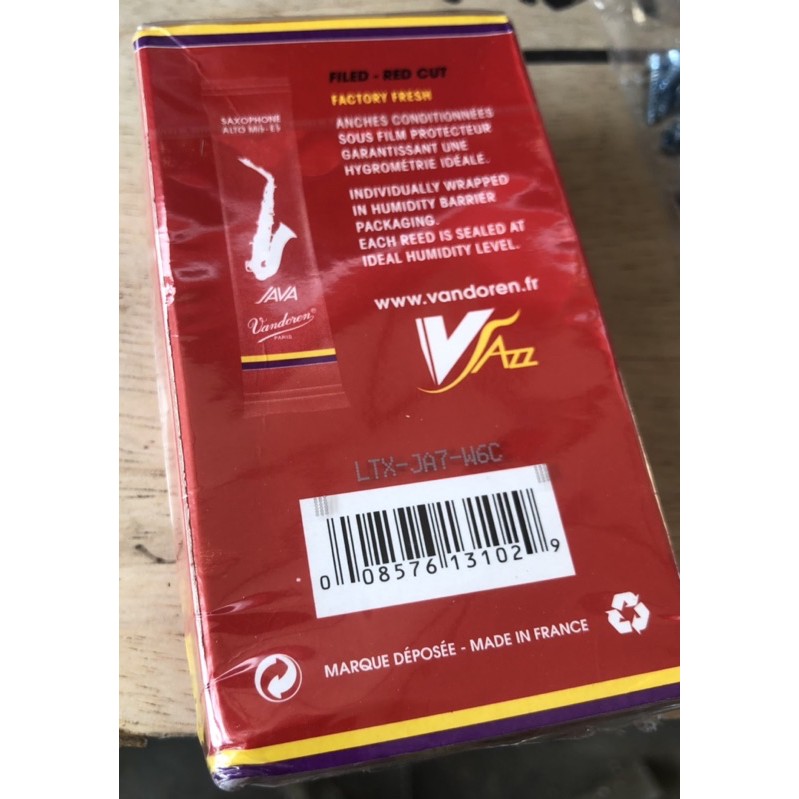 FILED - RED CUT
FACTORY FRESH
ANCHES CONDITIONNÉES
SOUS FILM PROTECTEUR
GARANTISSANT UNE
HYGROMÉTRIE IDÉALE.
INDIVIDUALLY WRAPPED
IN HUMIDITY BARRIER
PACKAGING.
EACH REED IS SEALED AT
IDEAL HUMIDITY LEVEL.
SAXOPHONE
ALTO MIb-Eb
JAVA
Vandoren
PARIS
www.vandoren.fr
V JAZZ
LTX-JA7-W6C
0 08576 13102 9
MARQUE DÉPOSÉE - MADE IN FRANCE